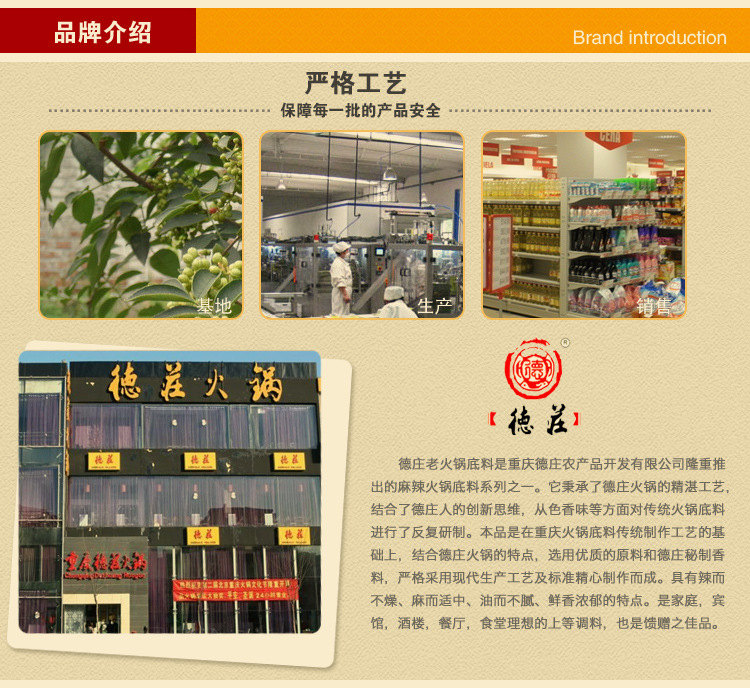 品牌介绍
Brand introduction
严格工艺
保障每一批的产品安全
基地
生产
销售
德莊火锅
德莊
德莊
德莊
德莊
德莊
重庆德莊火锅
德
®
【德莊】
德庄老火锅底料是重庆德庄农产品开发有限公司隆重推
出的麻辣火锅底料系列之一。它秉承了德庄火锅的精湛工艺，
结合了德庄人的创新思维，从色香味等方面对传统火锅底料
进行了反复研制。本品是在重庆火锅底料传统制作工艺的基
础上，结合德庄火锅的特点，选用优质的原料和德庄秘制香
料，严格采用现代生产工艺及标准精心制作而成。具有辣而
不燥、麻而适中、油而不腻、鲜香浓郁的特点。是家庭，宾
馆，酒楼，餐厅，食堂理想的上等调料，也是馈赠之佳品。